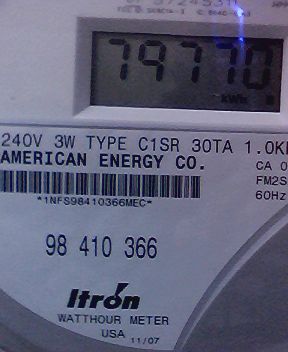 79770
kWh
240V 3W TYPE C1SR 30TA 1.0K
AMERICAN ENERGY CO.
CA 0
FM2S
60Hz
*1NFS98410366MEC*
98 410 366
Itron
WATTHOUR METER
USA 11/07